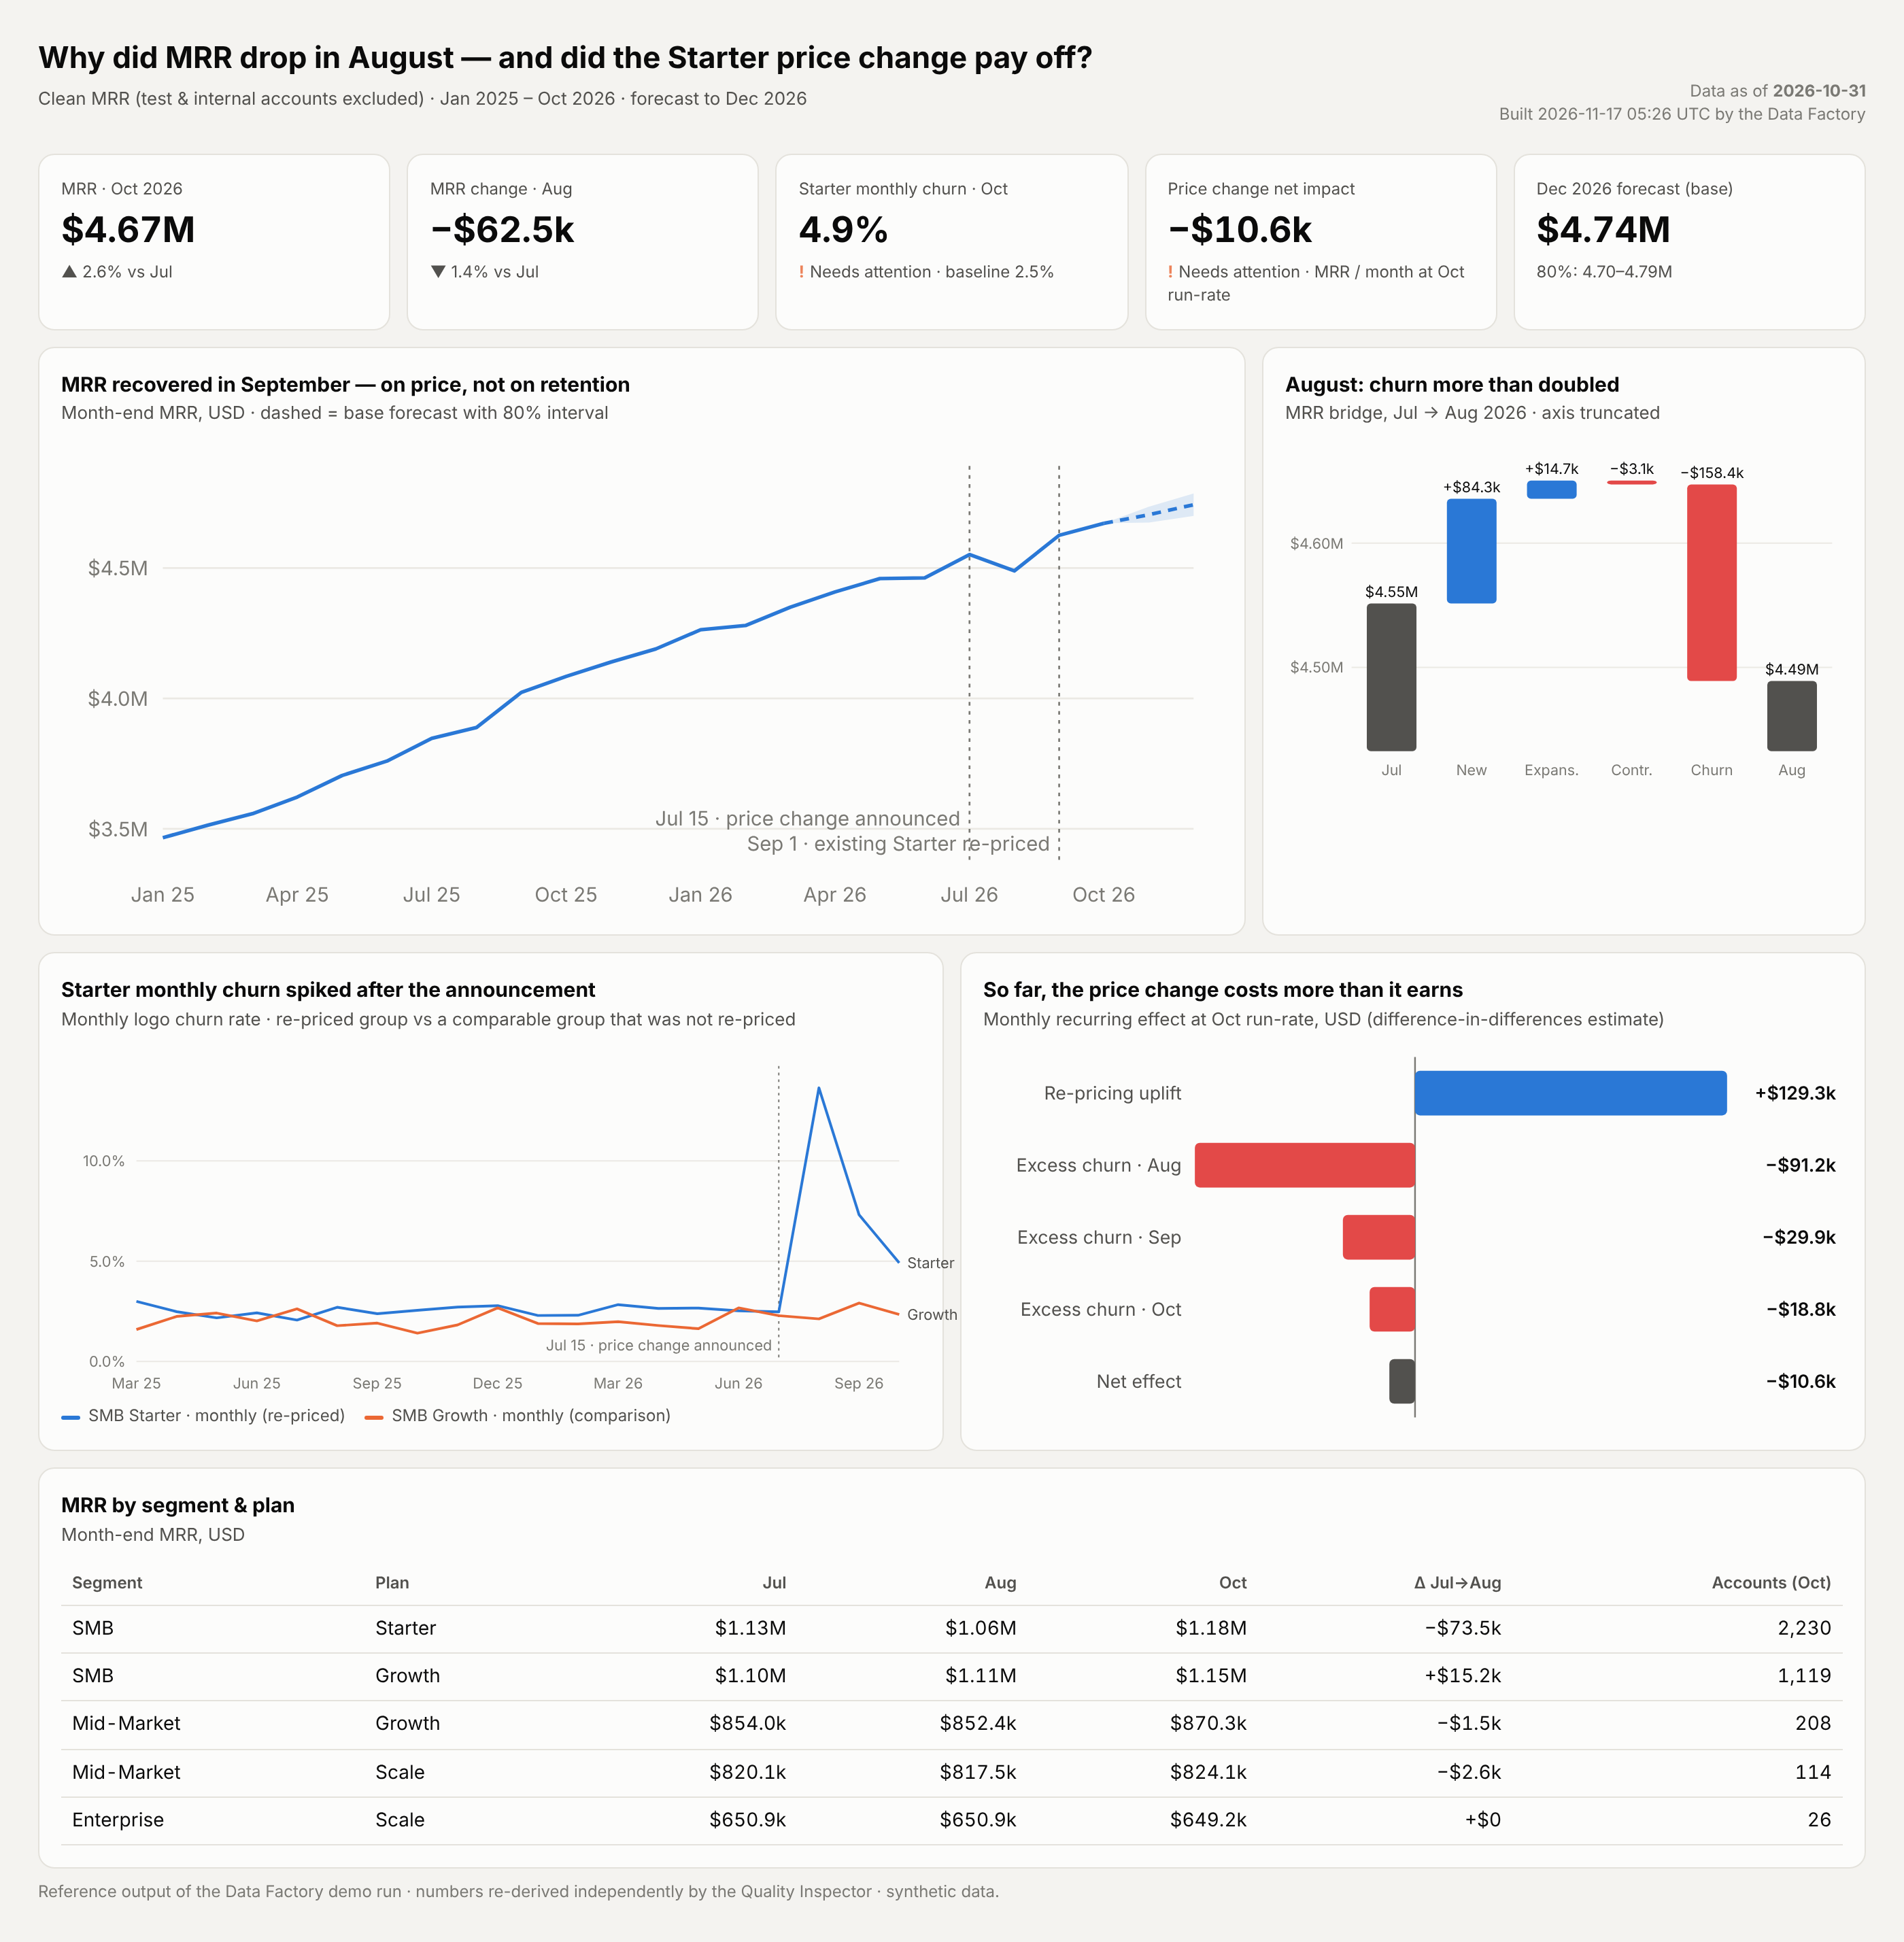 Why did MRR drop in August — and did the Starter price change pay off?
Clean MRR (test & internal accounts excluded) · Jan 2025 – Oct 2026 · forecast to Dec 2026
Data as of 2026-10-31
Built 2026-11-17 05:26 UTC by the Data Factory
MRR · Oct 2026
$4.67M
▲ 2.6% vs Jul
MRR change · Aug
−$62.5k
▼ 1.4% vs Jul
Starter monthly churn · Oct
4.9%
! Needs attention · baseline 2.5%
Price change net impact
−$10.6k
! Needs attention · MRR / month at Oct
run-rate
Dec 2026 forecast (base)
$4.74M
80%: 4.70–4.79M
MRR recovered in September — on price, not on retention
Month-end MRR, USD · dashed = base forecast with 80% interval
$4.5M
$4.0M
$3.5M
Jul 15 · price change announced
Sep 1 · existing Starter re-priced
Jan 25 Apr 25 Jul 25 Oct 25 Jan 26 Apr 26 Jul 26 Oct 26
August: churn more than doubled
MRR bridge, Jul → Aug 2026 · axis truncated
+$14.7k −$3.1k −$158.4k
+$84.3k
$4.60M
$4.55M
$4.50M
$4.49M
Jul New Expans. Contr. Churn Aug
Starter monthly churn spiked after the announcement
Monthly logo churn rate · re-priced group vs a comparable group that was not re-priced
10.0%
5.0%
Starter
Growth
Jul 15 · price change announced
0.0%
Mar 25 Jun 25 Sep 25 Dec 25 Mar 26 Jun 26 Sep 26
SMB Starter · monthly (re-priced) SMB Growth · monthly (comparison)
So far, the price change costs more than it earns
Monthly recurring effect at Oct run-rate, USD (difference-in-differences estimate)
Re-pricing uplift +$129.3k
Excess churn · Aug −$91.2k
Excess churn · Sep −$29.9k
Excess churn · Oct −$18.8k
Net effect −$10.6k
MRR by segment & plan
Month-end MRR, USD
Segment Plan Jul Aug Oct Δ Jul→Aug Accounts (Oct)
SMB Starter $1.13M $1.06M $1.18M −$73.5k 2,230
SMB Growth $1.10M $1.11M $1.15M +$15.2k 1,119
Mid-Market Growth $854.0k $852.4k $870.3k −$1.5k 208
Mid-Market Scale $820.1k $817.5k $824.1k −$2.6k 114
Enterprise Scale $650.9k $650.9k $649.2k +$0 26
Reference output of the Data Factory demo run · numbers re-derived independently by the Quality Inspector · synthetic data.